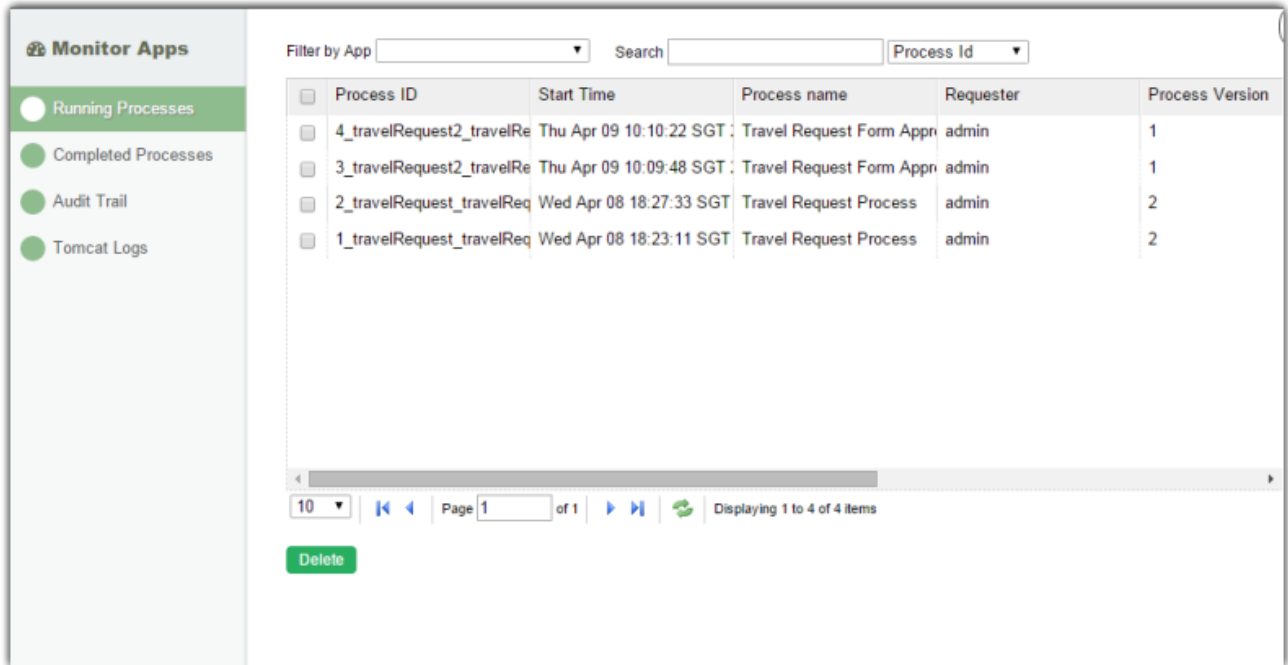 Monitor Apps
Running Processes
Completed Processes
Audit Trail
Tomcat Logs
Filter by App Search Process Id
Process ID Start Time Process name Requester Process Version
4_travelRequest2_travelRe Thu Apr 09 10:10:22 SGT Travel Request Form Appr admin 1
3_travelRequest2_travelRe Thu Apr 09 10:09:48 SGT Travel Request Form Appr admin 1
2_travelRequest_travelReq Wed Apr 08 18:27:33 SGT Travel Request Process admin 2
1_travelRequest_travelReq Wed Apr 08 18:23:11 SGT Travel Request Process admin 2
10 Page 1 of 1 Displaying 1 to 4 of 4 items
Delete